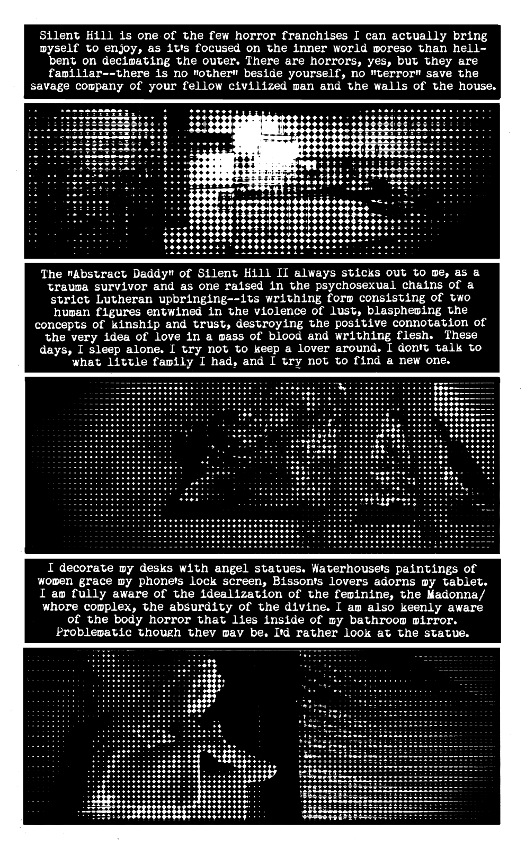 Silent Hill is one of the few horror franchises I can actually bring
myself to enjoy, as it's focused on the inner world moreso than hell-
bent on decimating the outer. There are horrors, yes, but they are
familiar--there is no "other" beside yourself, no "terror" save the
savage company of your fellow civilized man and the walls of the house.
The "Abstract Daddy" of Silent Hill II always sticks out to me, as a
trauma survivor and as one raised in the psychosexual chains of a
strict Lutheran upbringing--its writhing form consisting of two
human figures entwined in the violence of lust, blaspheming the
concepts of kinship and trust, destroying the positive connotation of
the very idea of love in a mass of blood and writhing flesh. These
days, I sleep alone. I try not to keep a lover around. I don't talk to
what little family I had, and I try not to find a new one.
I decorate my desks with angel statues. Waterhouse's paintings of
women grace my phone's lock screen, Bisson's lovers adorns my tablet.
I am fully aware of the idealization of the feminine, the Madonna/
whore complex, the absurdity of the divine. I am also keenly aware
of the body horror that lies inside of my bathroom mirror.
Problematic though they may be. I'd rather look at the statue.